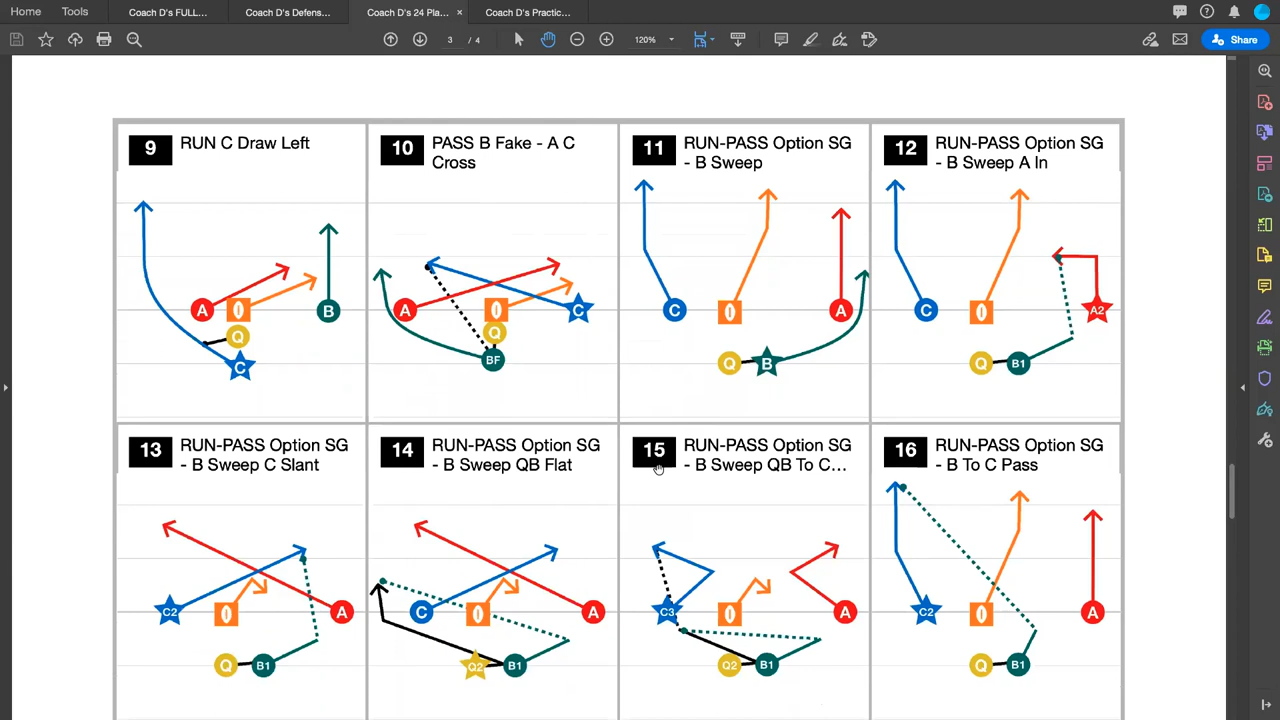 Home Tools Coach D's FULL... Coach D's Defens... Coach D's 24 Pla... × Coach D's Practic...
3 / 4 120% Share
9 RUN C Draw Left
10 PASS B Fake - A C
Cross
11 RUN-PASS Option SG
- B Sweep
12 RUN-PASS Option SG
- B Sweep A In
A 0 B Q C
A 0 C Q BF
C 0 A Q B
C 0 A2 Q B1
13 RUN-PASS Option SG
- B Sweep C Slant
14 RUN-PASS Option SG
- B Sweep QB Flat
15 RUN-PASS Option SG
- B Sweep QB To C...
16 RUN-PASS Option SG
- B To C Pass
C2 0 A Q B1
C 0 A Q2 B1
C3 0 A Q2 B1
C2 0 A Q B1